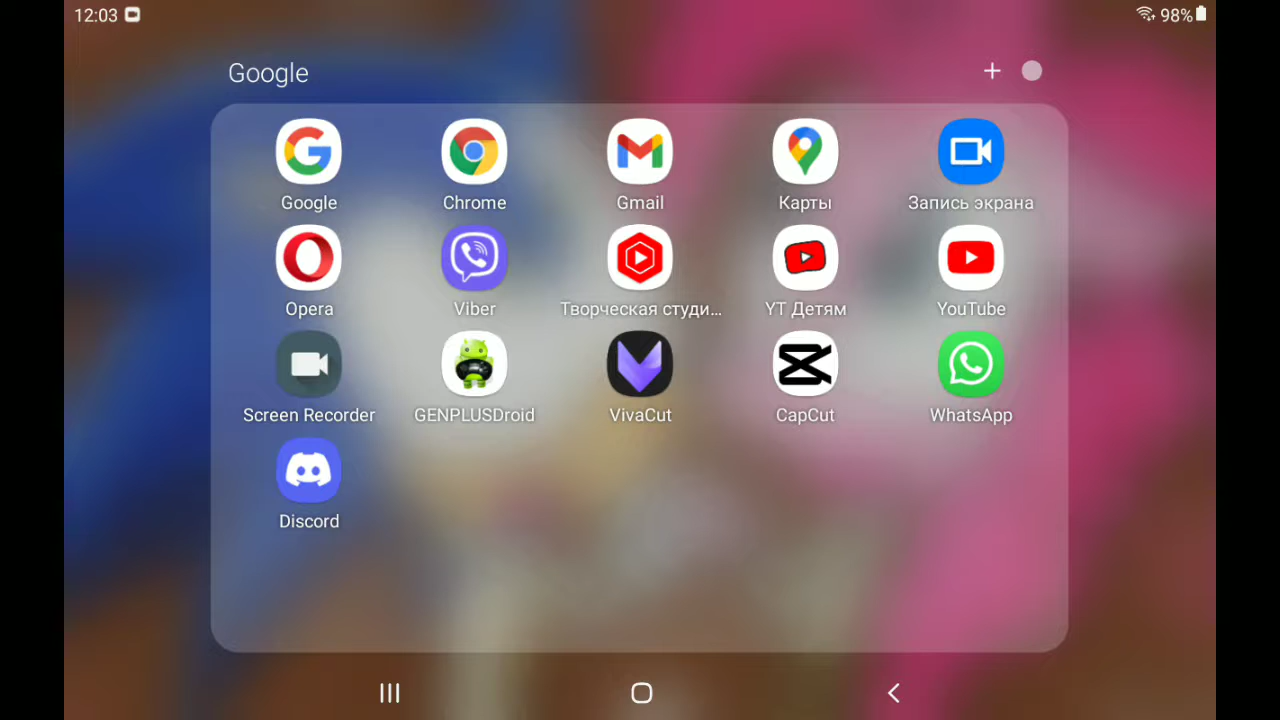 12:03
98%
Google
Google
Chrome
Gmail
Карты
Запись экрана
Opera
Viber
Творческая студи...
YT Детям
YouTube
Screen Recorder
GENPLUSDroid
VivaCut
CapCut
WhatsApp
Discord